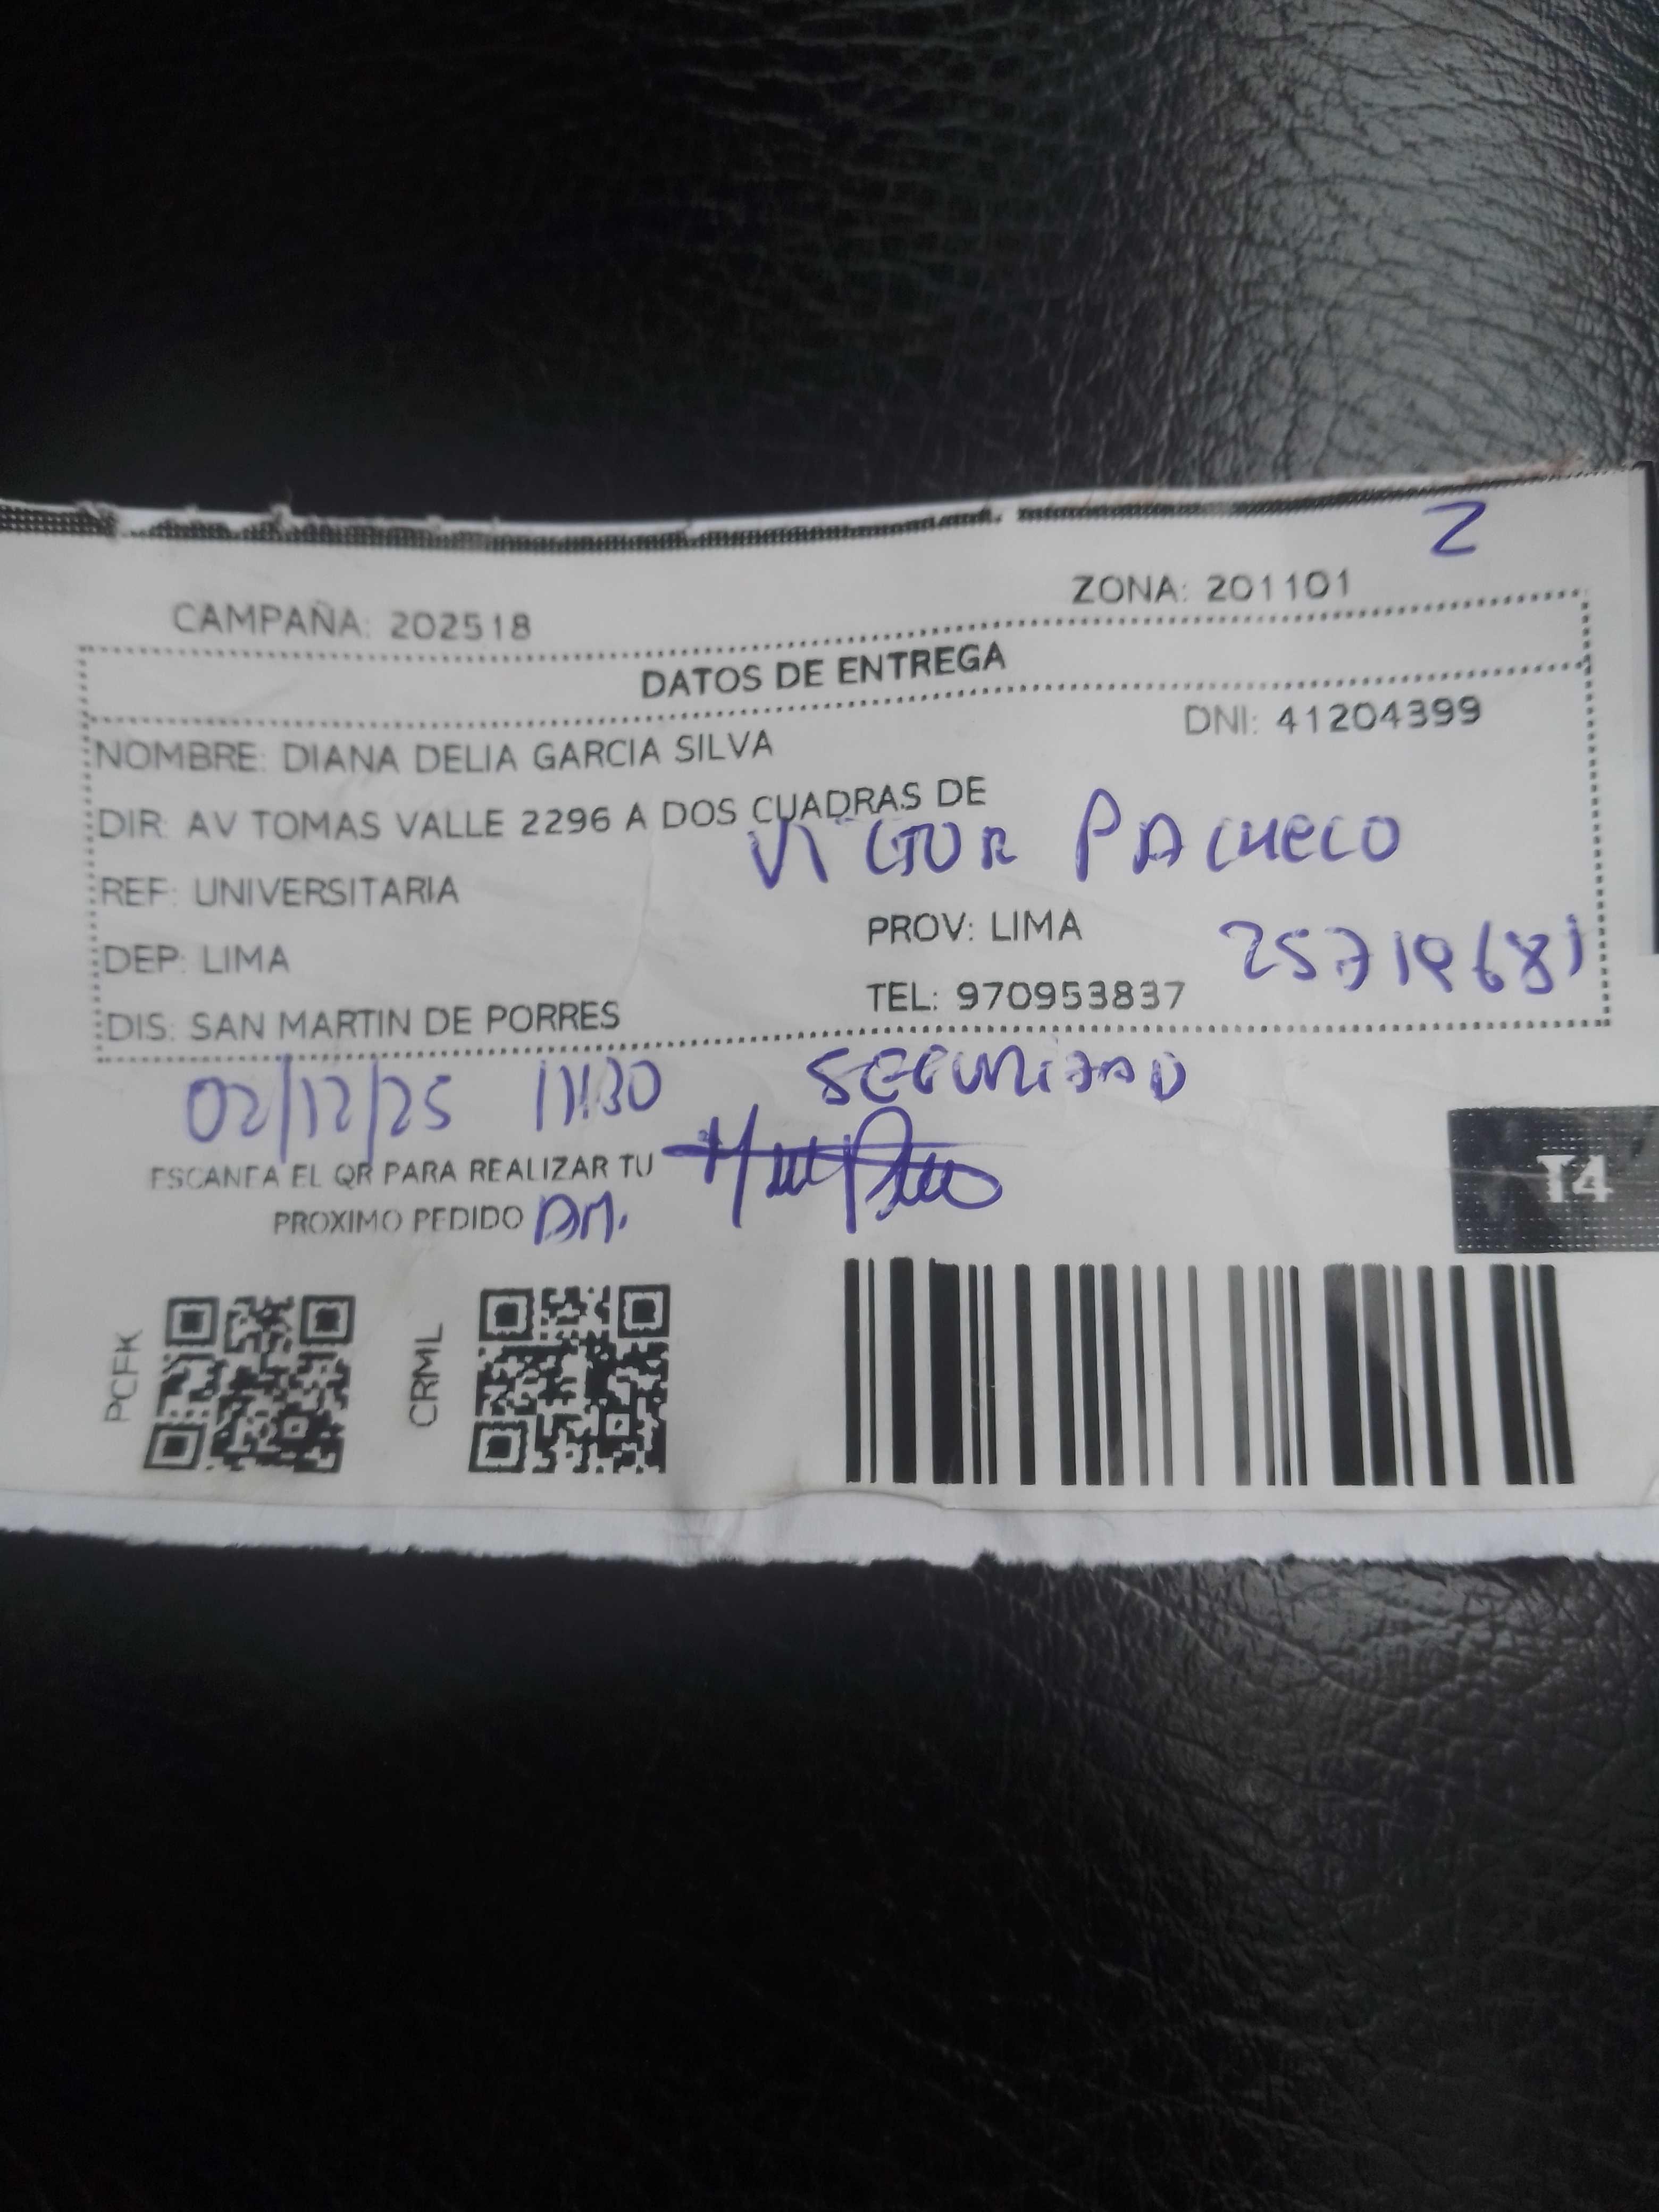 Z
CAMPAÑA: 202518 ZONA: 201101
DATOS DE ENTREGA
NOMBRE: DIANA DELIA GARCIA SILVA DNI: 41204399
DIR: AV TOMAS VALLE 2296 A DOS CUADRAS DE
VICTOR PACHECO
REF: UNIVERSITARIA
DEP: LIMA PROV: LIMA
DIS: SAN MARTIN DE PORRES TEL: 970953837
02/12/25 11:30 SEGURIDAD
ESCANEA EL QR PARA REALIZAR TU
PROXIMO PEDIDO AM.
T4
PCFK
CRML